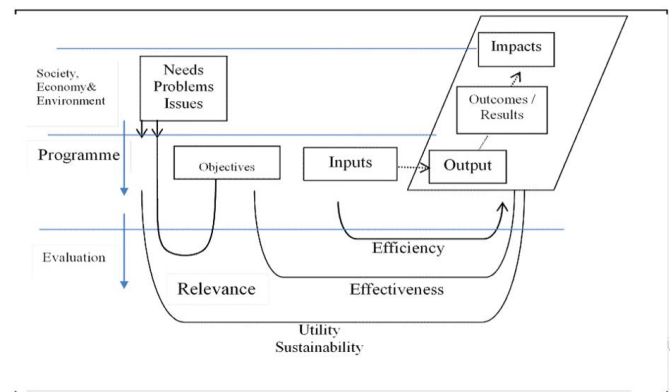 Impacts
Needs
Problems
Issues
Society,
Economy&
Environment
Outcomes /
Results
Programme
Objectives
Inputs
Output
Efficiency
Evaluation
Relevance
Effectiveness
Utility
Sustainability